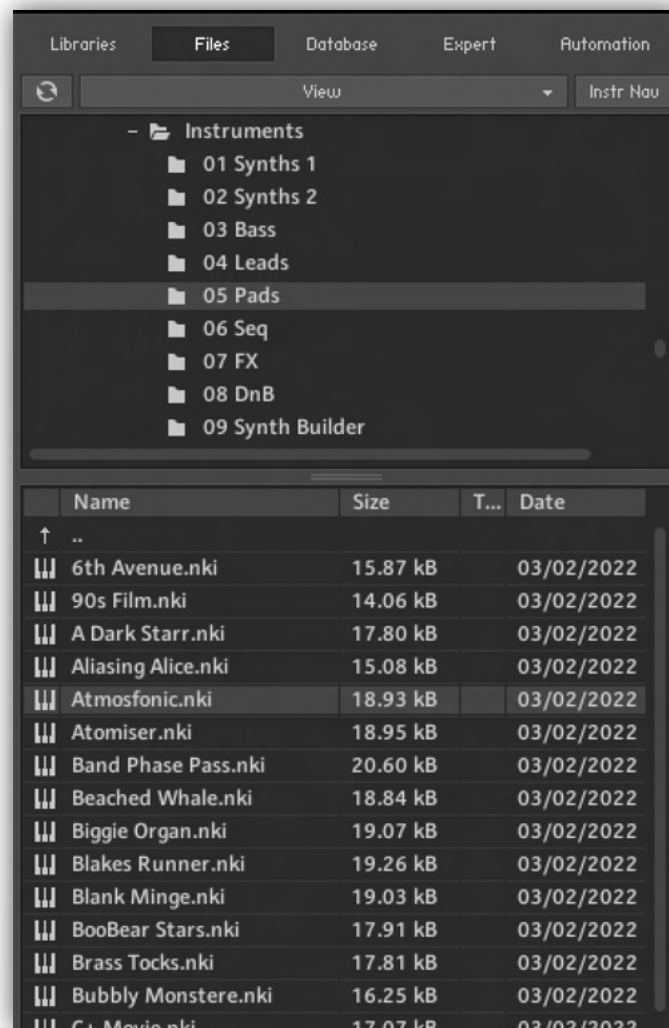 Libraries Files Database Expert Automation
View Instr Nav
− Instruments
01 Synths 1
02 Synths 2
03 Bass
04 Leads
05 Pads
06 Seq
07 FX
08 DnB
09 Synth Builder
Name Size T... Date
↑ ..
6th Avenue.nki 15.87 kB 03/02/2022
90s Film.nki 14.06 kB 03/02/2022
A Dark Starr.nki 17.80 kB 03/02/2022
Aliasing Alice.nki 15.08 kB 03/02/2022
Atmosfonic.nki 18.93 kB 03/02/2022
Atomiser.nki 18.95 kB 03/02/2022
Band Phase Pass.nki 20.60 kB 03/02/2022
Beached Whale.nki 18.84 kB 03/02/2022
Biggie Organ.nki 19.07 kB 03/02/2022
Blakes Runner.nki 19.26 kB 03/02/2022
Blank Minge.nki 19.03 kB 03/02/2022
BooBear Stars.nki 17.91 kB 03/02/2022
Brass Tocks.nki 17.81 kB 03/02/2022
Bubbly Monstere.nki 16.25 kB 03/02/2022
Movie.nki 17.07 kB 03/02/2022